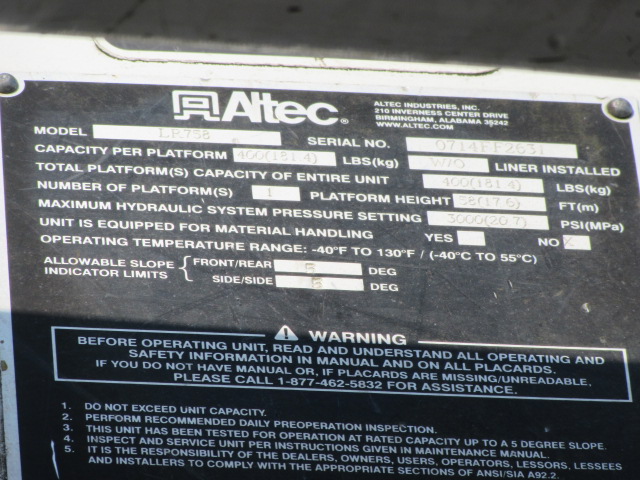 Altec®
ALTEC INDUSTRIES, INC.
210 INVERNESS CENTER DRIVE
BIRMINGHAM, ALABAMA 35242
WWW.ALTEC.COM
MODEL LR758 SERIAL NO.
CAPACITY PER PLATFORM 400(181.4) LBS(kg) W/O LINER INSTALLED
TOTAL PLATFORM(S) CAPACITY OF ENTIRE UNIT 400(181.4) LBS(kg)
NUMBER OF PLATFORM(S) 1 PLATFORM HEIGHT 58(17.6) FT(m)
MAXIMUM HYDRAULIC SYSTEM PRESSURE SETTING 3000(20.7) PSI(MPa)
UNIT IS EQUIPPED FOR MATERIAL HANDLING YES NO X
OPERATING TEMPERATURE RANGE: -40°F TO 130°F / (-40°C TO 55°C)
ALLOWABLE SLOPE INDICATOR LIMITS
FRONT/REAR 5 DEG
SIDE/SIDE 5 DEG
WARNING
BEFORE OPERATING UNIT, READ AND UNDERSTAND ALL OPERATING AND
SAFETY INFORMATION IN MANUAL AND ON ALL PLACARDS.
IF YOU DO NOT HAVE MANUAL OR, IF PLACARDS ARE MISSING/UNREADABLE,
PLEASE CALL 1-877-462-5832 FOR ASSISTANCE.
1. DO NOT EXCEED UNIT CAPACITY.
2. PERFORM RECOMMENDED DAILY PREOPERATION INSPECTION.
3. THIS UNIT HAS BEEN TESTED FOR OPERATION AT RATED CAPACITY UP TO A 5 DEGREE SLOPE.
4. INSPECT AND SERVICE UNIT PER INSTRUCTIONS GIVEN IN MAINTENANCE MANUAL.
5. IT IS THE RESPONSIBILITY OF THE DEALERS, OWNERS, USERS, OPERATORS, LESSORS, LESSEES
AND INSTALLERS TO COMPLY WITH THE APPROPRIATE SECTIONS OF ANSI/SIA A92.2.